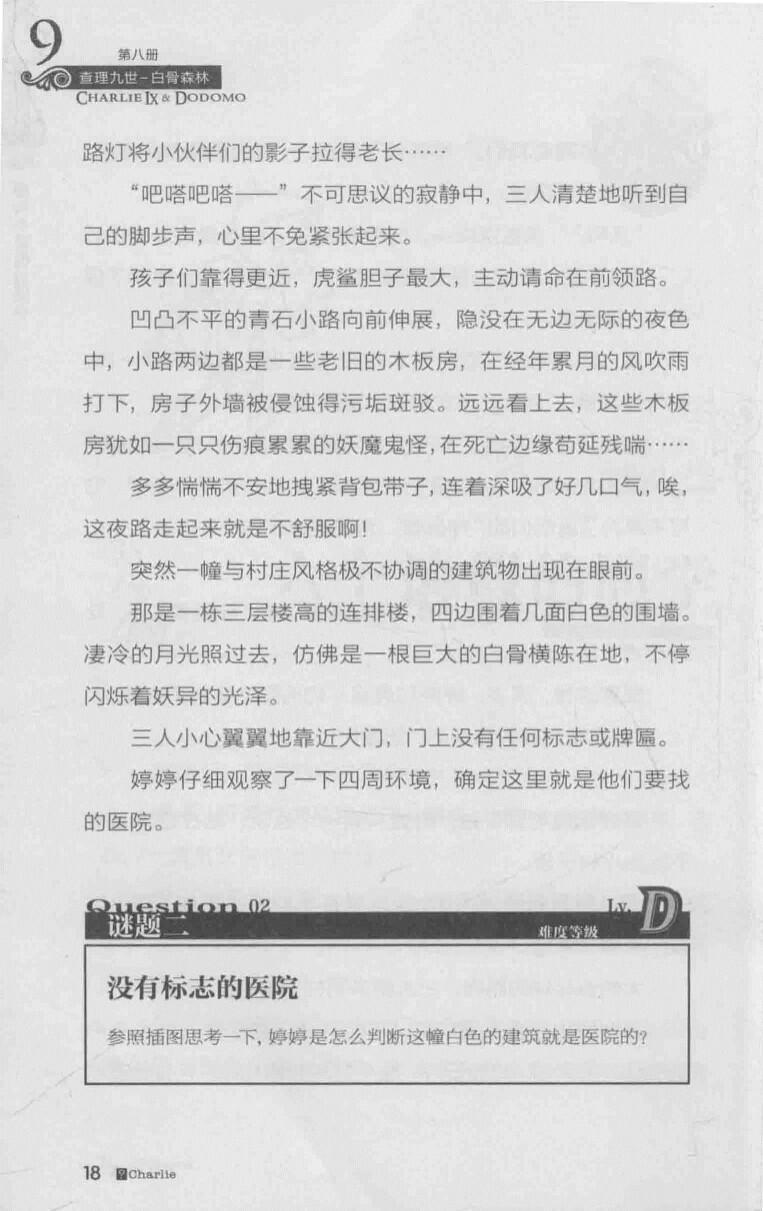 9
第八册
查理九世-白骨森林
CHARLIE IX & DODOMO
路灯将小伙伴们的影子拉得老长……
“吧嗒吧嗒——”不可思议的寂静中，三人清楚地听到自
己的脚步声，心里不免紧张起来。
孩子们靠得更近，虎鲨胆子最大，主动请命在前领路。
凹凸不平的青石小路向前伸展，隐没在无边无际的夜色
中，小路两边都是一些老旧的木板房，在经年累月的风吹雨
打下，房子外墙被侵蚀得污垢斑驳。远远看上去，这些木板
房犹如一只只伤痕累累的妖魔鬼怪，在死亡边缘苟延残喘……
多多惴惴不安地拽紧背包带子，连着深吸了好几口气，唉，
这夜路走起来就是不舒服啊！
突然一幢与村庄风格极不协调的建筑物出现在眼前。
那是一栋三层楼高的连排楼，四边围着几面白色的围墙。
凄冷的月光照过去，仿佛是一根巨大的白骨横陈在地，不停
闪烁着妖异的光泽。
三人小心翼翼地靠近大门，门上没有任何标志或牌匾。
婷婷仔细观察了一下四周环境，确定这里就是他们要找
的医院。
Question 02
Lv. D
谜题二
难度等级
没有标志的医院
参照插图思考一下，婷婷是怎么判断这幢白色的建筑就是医院的？
18 9 Charlie